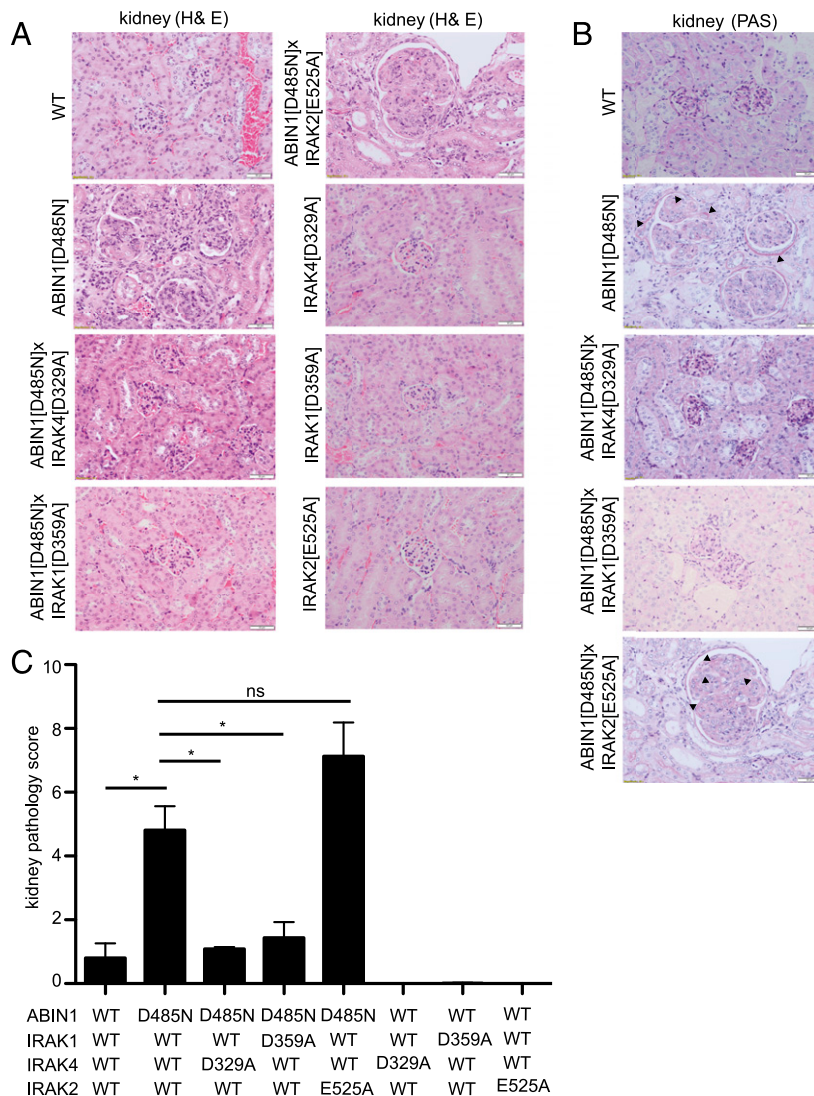 A
kidney (H& E)
kidney (H& E)
B
kidney (PAS)
WT
ABIN1[D485N]
ABIN1[D485N]x
IRAK4[D329A]
ABIN1[D485N]x
IRAK1[D359A]
ABIN1[D485N]x
IRAK2[E525A]
IRAK4[D329A]
IRAK1[D359A]
IRAK2[E525A]
WT
ABIN1[D485N]
ABIN1[D485N]x
IRAK4[D329A]
ABIN1[D485N]x
IRAK1[D359A]
ABIN1[D485N]x
IRAK2[E525A]
C
kidney pathology score
10
8
6
4
2
0
ns
*
*
*
ABIN1 WT D485N D485N D485N D485N WT WT WT
IRAK1 WT WT WT D359A WT WT D359A WT
IRAK4 WT WT D329A WT WT D329A WT WT
IRAK2 WT WT WT WT E525A WT WT E525A